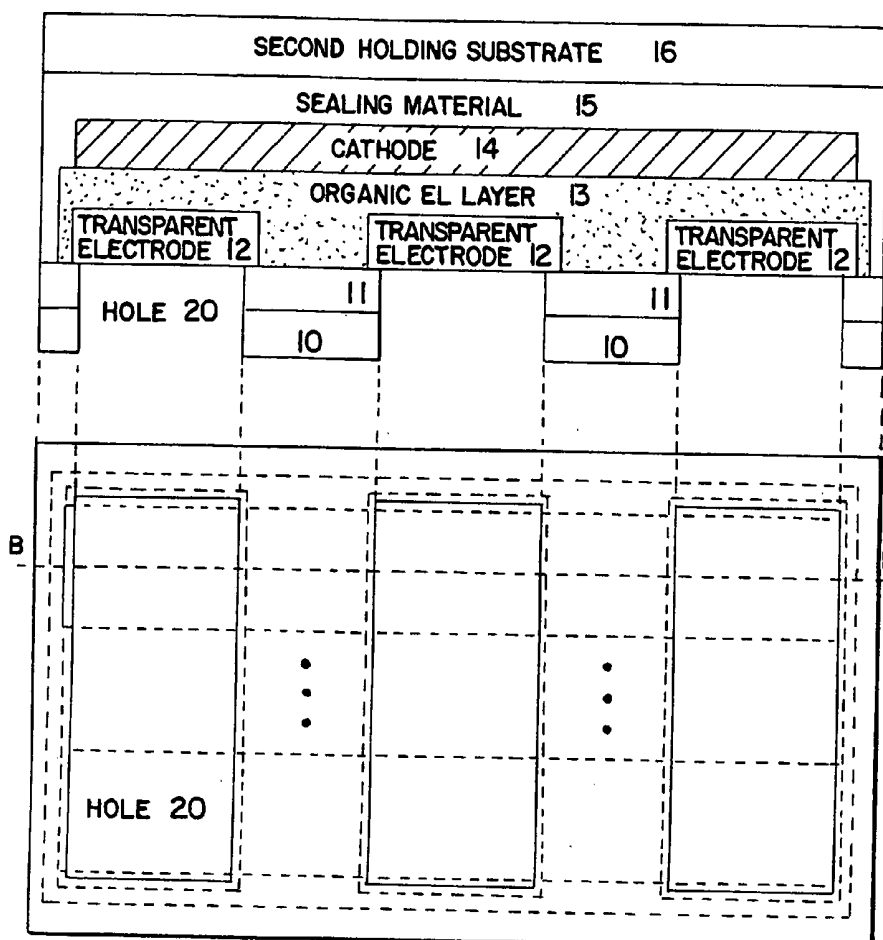 SECOND HOLDING SUBSTRATE 16
SEALING MATERIAL 15
CATHODE 14
ORGANIC EL LAYER 13
TRANSPARENT
ELECTRODE 12
TRANSPARENT
ELECTRODE 12
TRANSPARENT
ELECTRODE 12
HOLE 20
11
11
10
10
B
HOLE 20